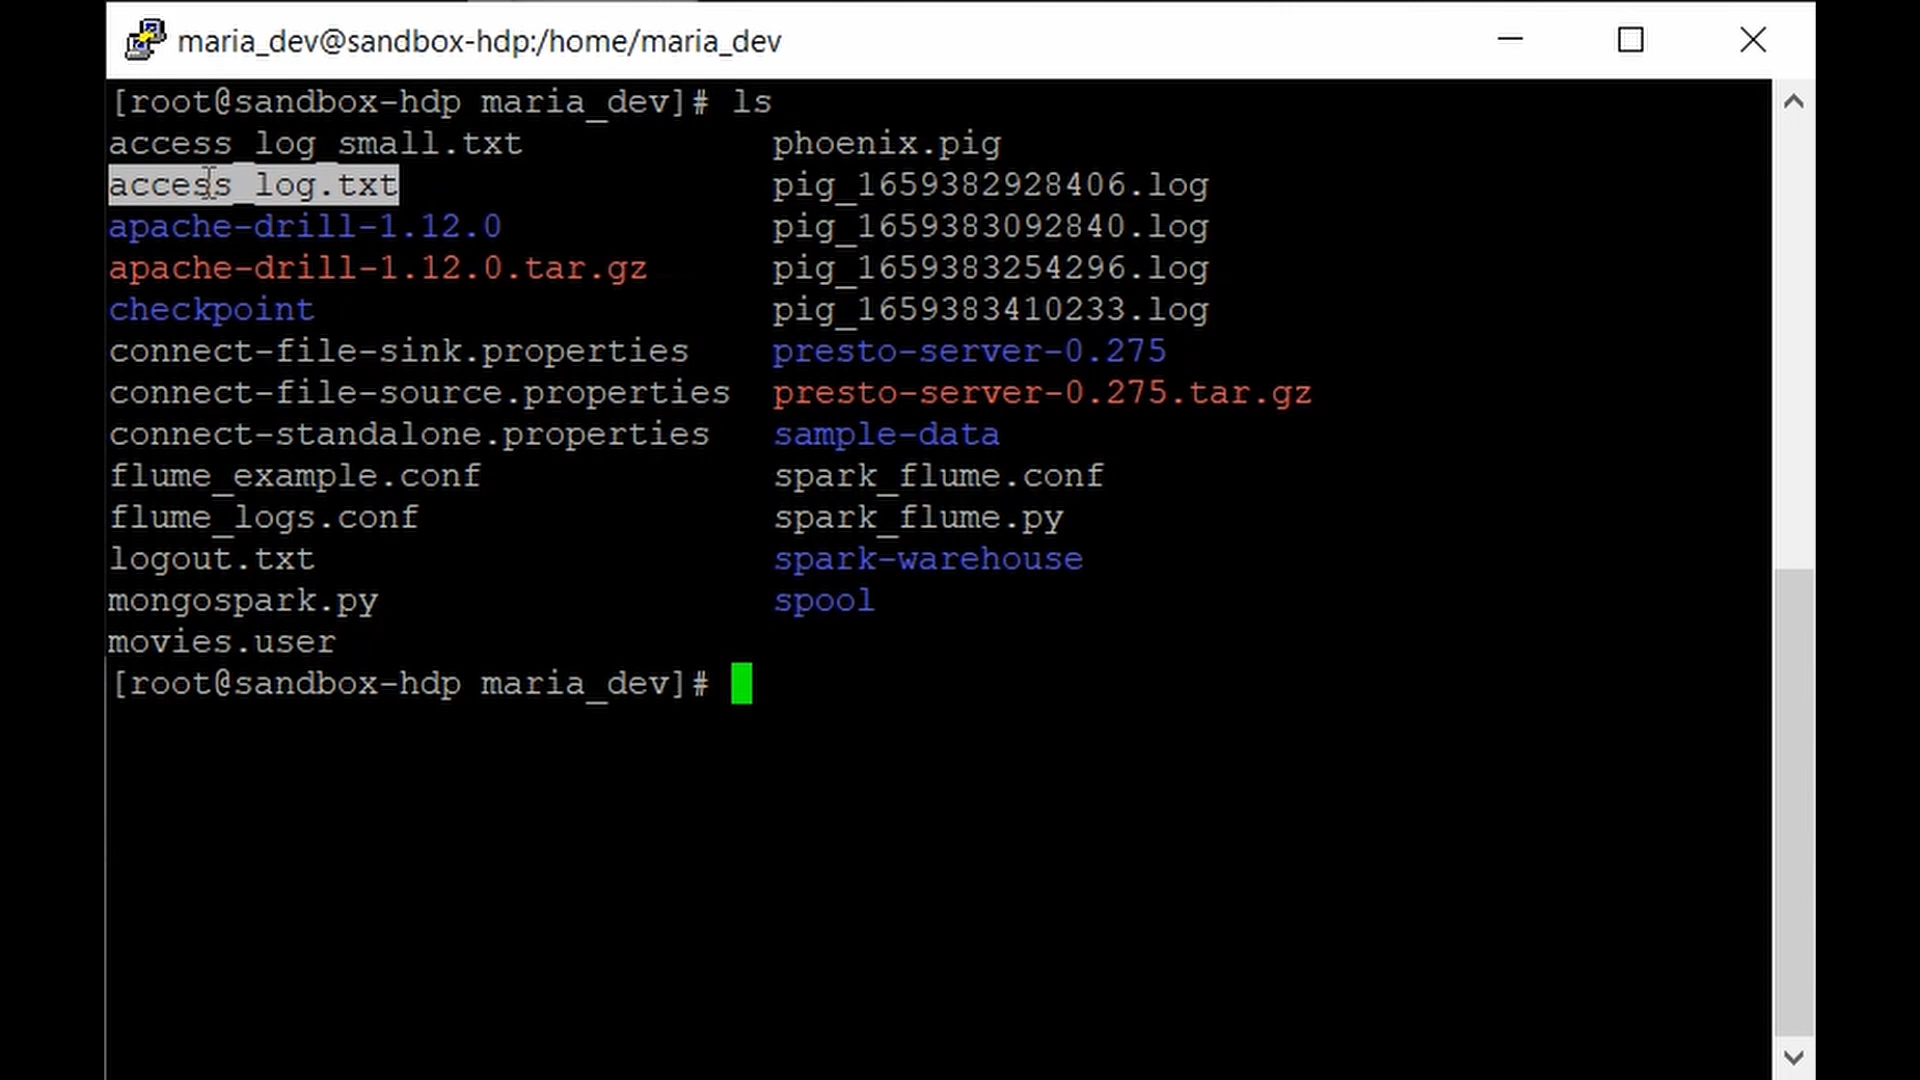 maria_dev@sandbox-hdp:/home/maria_dev
[root@sandbox-hdp maria_dev]# ls
access_log_small.txt phoenix.pig
access_log.txt pig_1659382928406.log
apache-drill-1.12.0 pig_1659383092840.log
apache-drill-1.12.0.tar.gz pig_1659383254296.log
checkpoint pig_1659383410233.log
connect-file-sink.properties presto-server-0.275
connect-file-source.properties presto-server-0.275.tar.gz
connect-standalone.properties sample-data
flume_example.conf spark_flume.conf
flume_logs.conf spark_flume.py
logout.txt spark-warehouse
mongospark.py spool
movies.user
[root@sandbox-hdp maria_dev]#